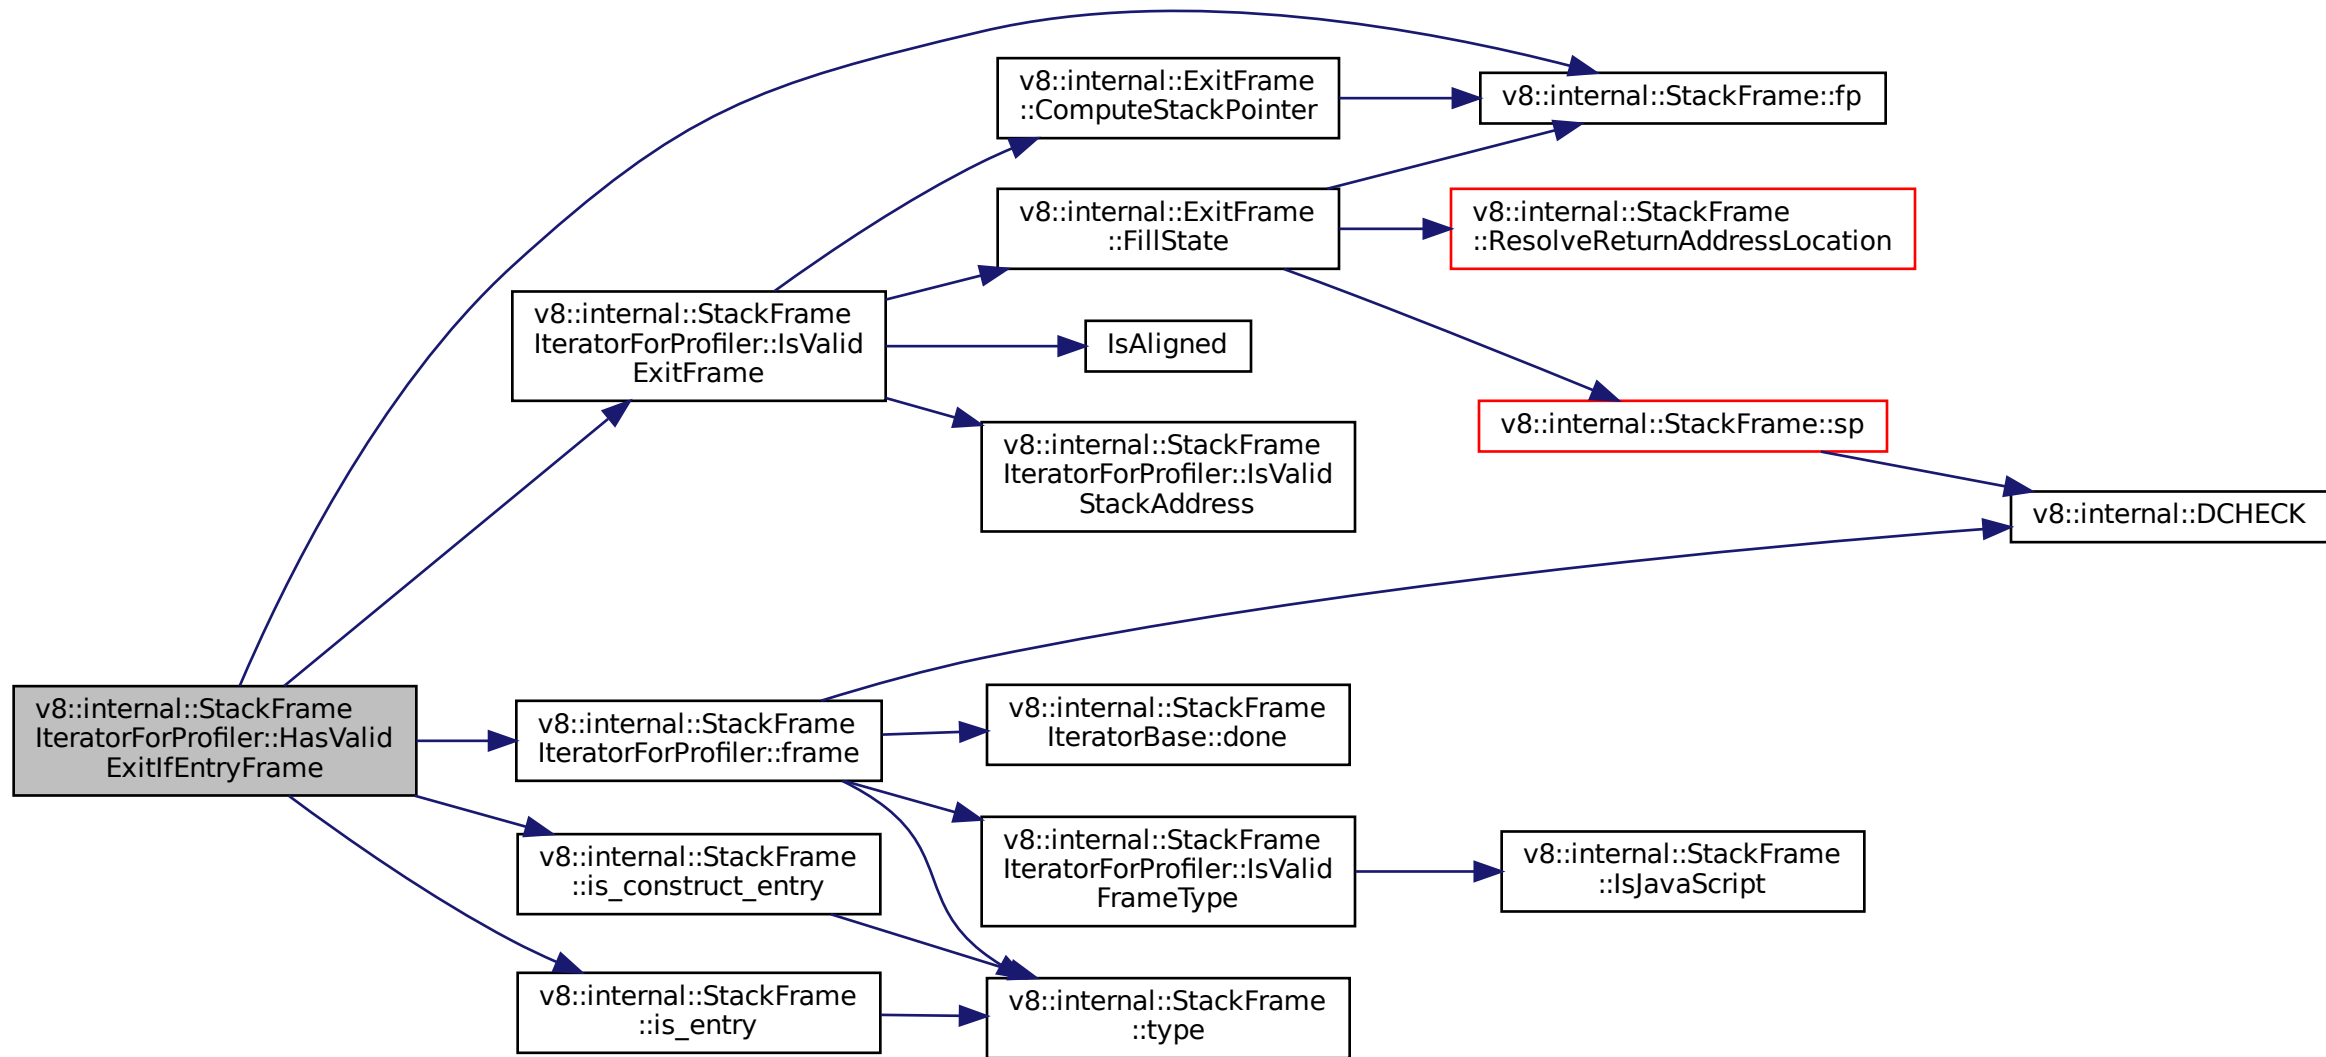 v8::internal::StackFrame
IteratorForProfiler::HasValid
ExitIfEntryFrame
v8::internal::StackFrame
IteratorForProfiler::IsValid
ExitFrame
v8::internal::StackFrame
IteratorForProfiler::frame
v8::internal::StackFrame
::is_construct_entry
v8::internal::StackFrame
::is_entry
v8::internal::ExitFrame
::ComputeStackPointer
v8::internal::ExitFrame
::FillState
IsAligned
v8::internal::StackFrame
IteratorForProfiler::IsValid
StackAddress
v8::internal::StackFrame
IteratorBase::done
v8::internal::StackFrame
IteratorForProfiler::IsValid
FrameType
v8::internal::StackFrame
::type
v8::internal::StackFrame::fp
v8::internal::StackFrame
::ResolveReturnAddressLocation
v8::internal::StackFrame::sp
v8::internal::StackFrame
::IsJavaScript
v8::internal::DCHECK